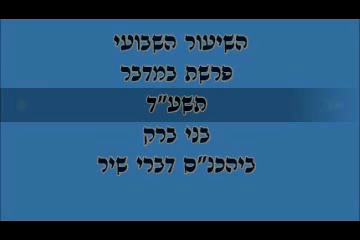 השיעור השבועי
פרשת במדבר
תשע"ד
בני ברק
ביהכנ"ס דברי שיר